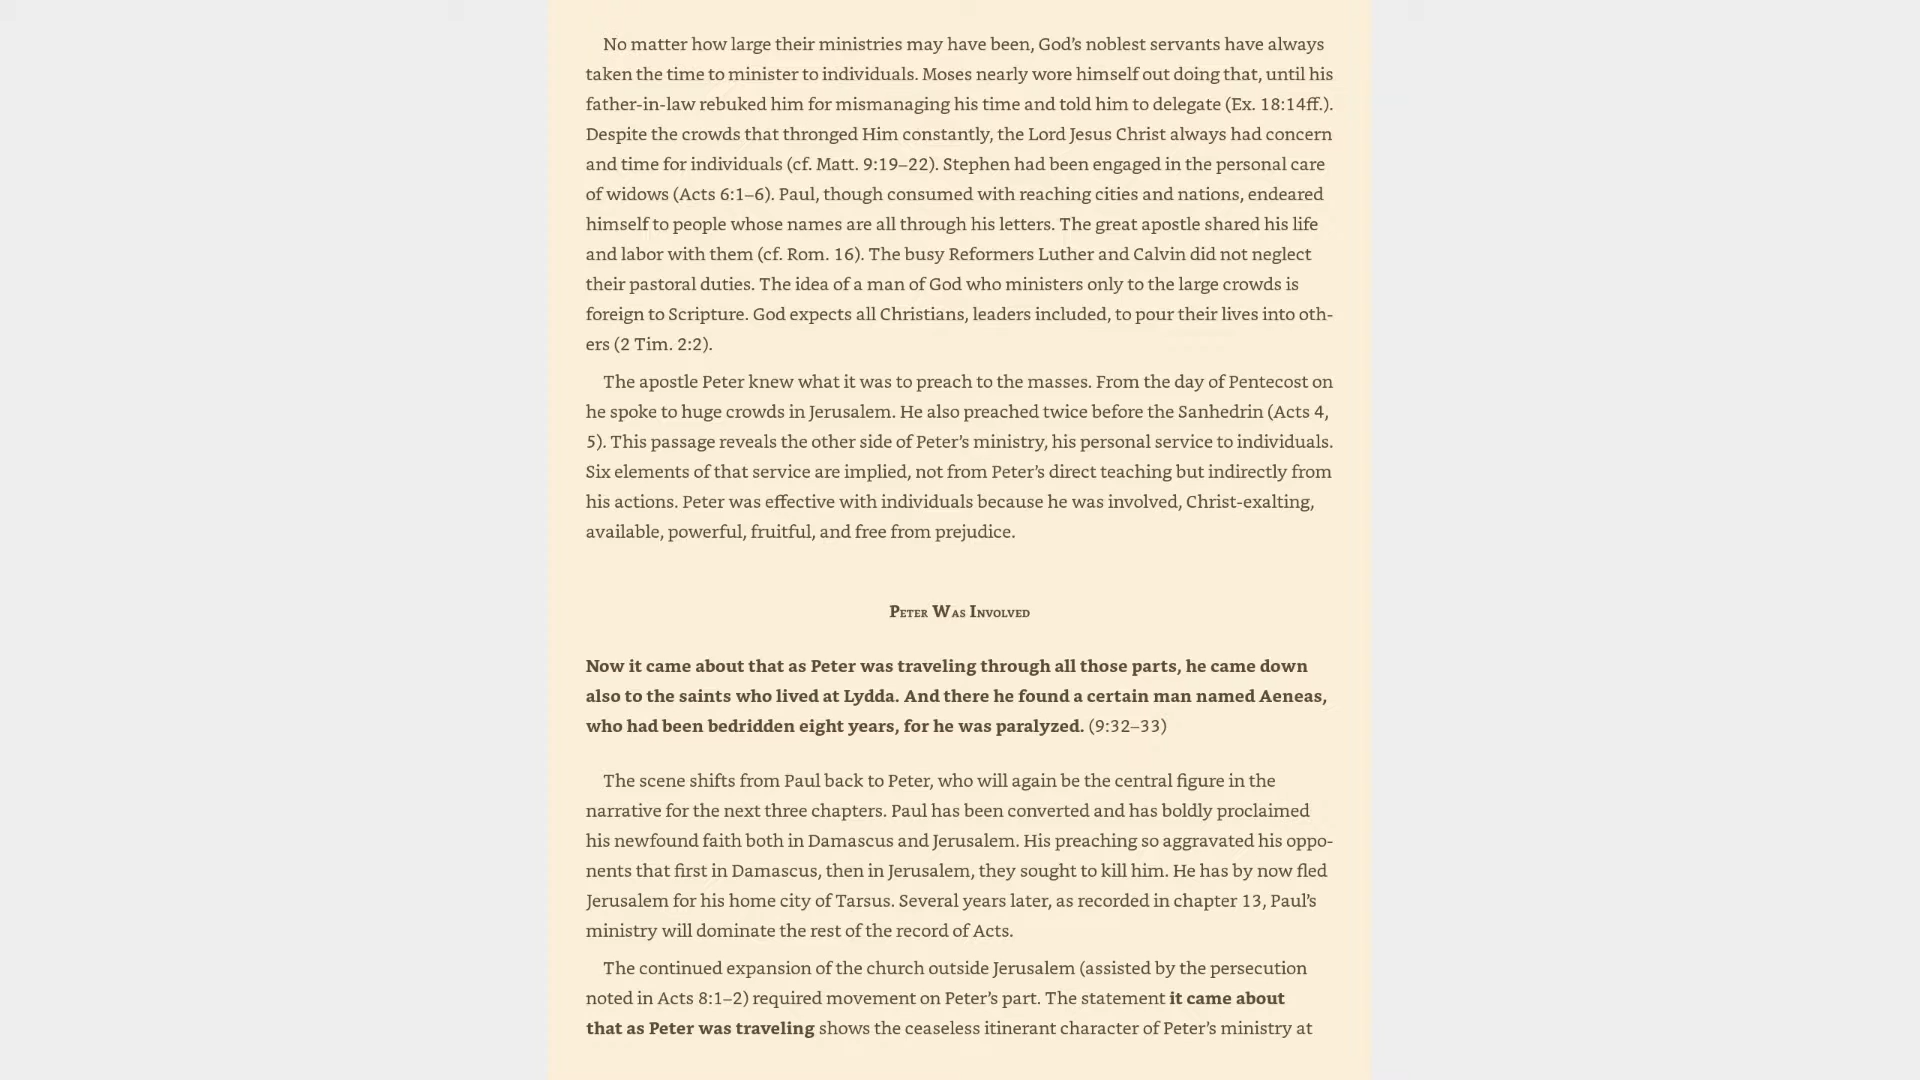 No matter how large their ministries may have been, God’s noblest servants have always
taken the time to minister to individuals. Moses nearly wore himself out doing that, until his
father-in-law rebuked him for mismanaging his time and told him to delegate (Ex. 18:14ff.).
Despite the crowds that thronged Him constantly, the Lord Jesus Christ always had concern
and time for individuals (cf. Matt. 9:19–22). Stephen had been engaged in the personal care
of widows (Acts 6:1–6). Paul, though consumed with reaching cities and nations, endeared
himself to people whose names are all through his letters. The great apostle shared his life
and labor with them (cf. Rom. 16). The busy Reformers Luther and Calvin did not neglect
their pastoral duties. The idea of a man of God who ministers only to the large crowds is
foreign to Scripture. God expects all Christians, leaders included, to pour their lives into oth-
ers (2 Tim. 2:2).
The apostle Peter knew what it was to preach to the masses. From the day of Pentecost on
he spoke to huge crowds in Jerusalem. He also preached twice before the Sanhedrin (Acts 4,
5). This passage reveals the other side of Peter’s ministry, his personal service to individuals.
Six elements of that service are implied, not from Peter’s direct teaching but indirectly from
his actions. Peter was effective with individuals because he was involved, Christ-exalting,
available, powerful, fruitful, and free from prejudice.
Peter Was Involved
Now it came about that as Peter was traveling through all those parts, he came down
also to the saints who lived at Lydda. And there he found a certain man named Aeneas,
who had been bedridden eight years, for he was paralyzed. (9:32–33)
The scene shifts from Paul back to Peter, who will again be the central figure in the
narrative for the next three chapters. Paul has been converted and has boldly proclaimed
his newfound faith both in Damascus and Jerusalem. His preaching so aggravated his oppo-
nents that first in Damascus, then in Jerusalem, they sought to kill him. He has by now fled
Jerusalem for his home city of Tarsus. Several years later, as recorded in chapter 13, Paul’s
ministry will dominate the rest of the record of Acts.
The continued expansion of the church outside Jerusalem (assisted by the persecution
noted in Acts 8:1–2) required movement on Peter’s part. The statement it came about
that as Peter was traveling shows the ceaseless itinerant character of Peter’s ministry at